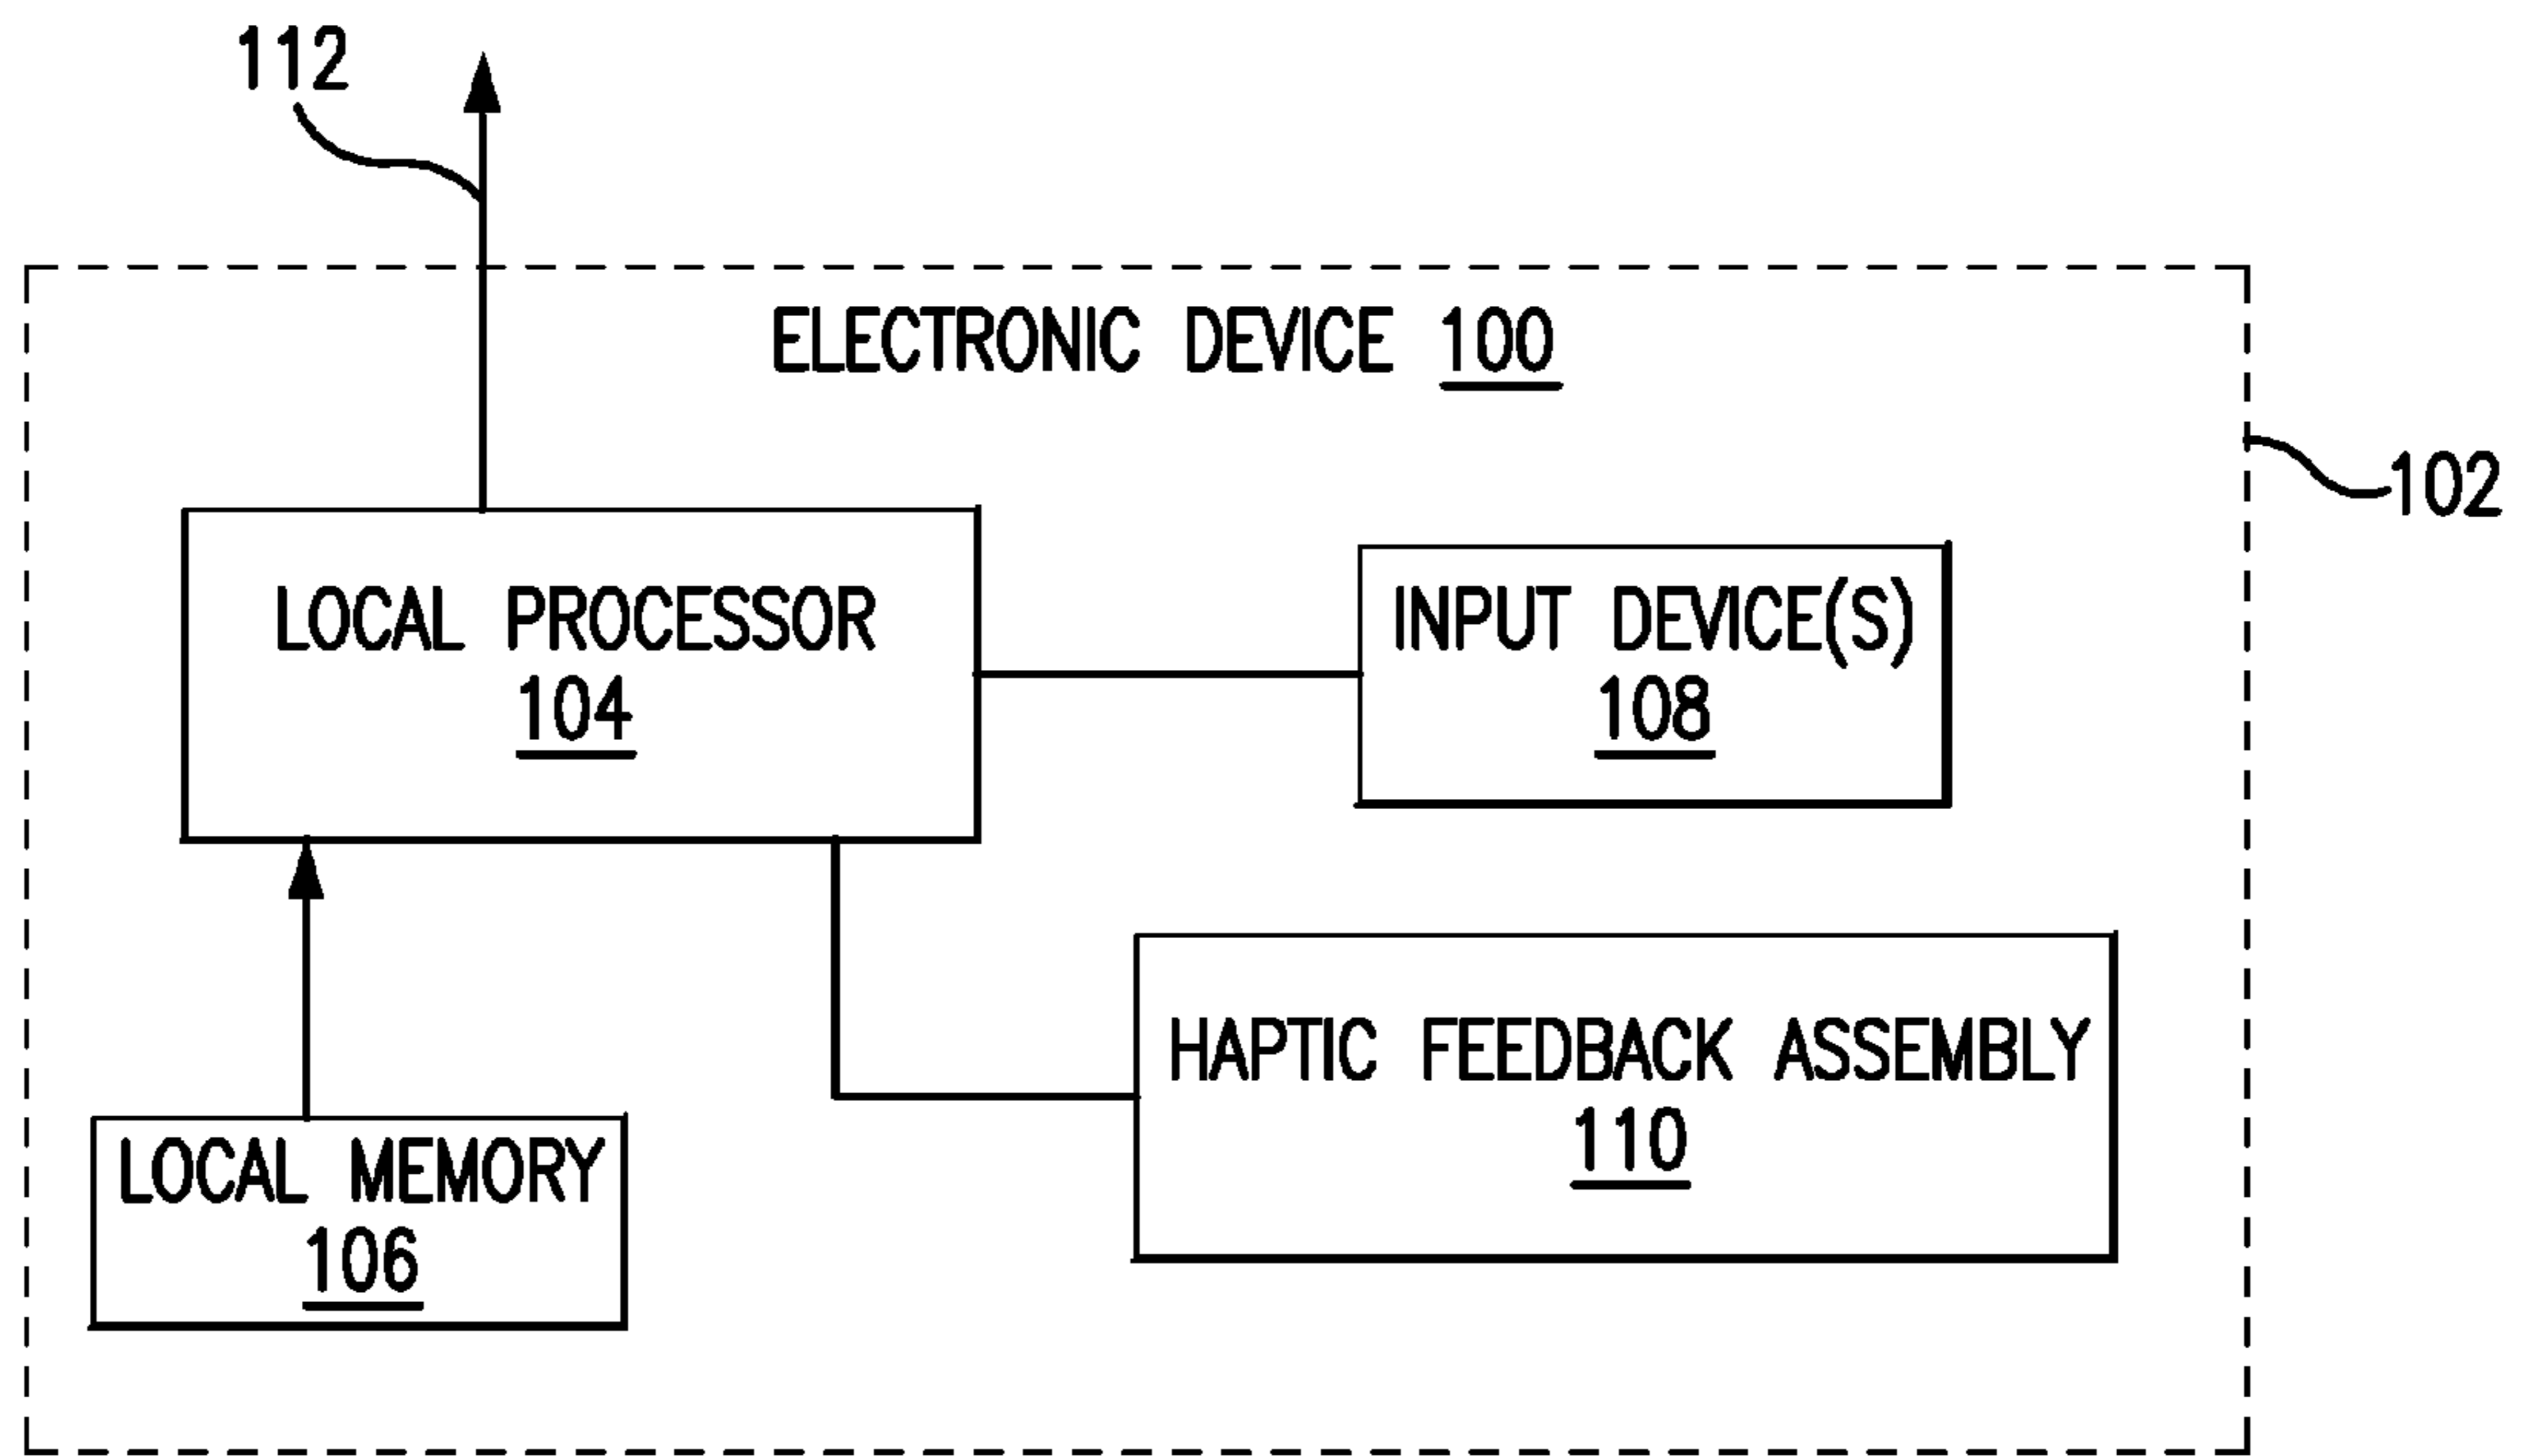 112
ELECTRONIC DEVICE 100
102
LOCAL PROCESSOR
104
INPUT DEVICE(S)
108
HAPTIC FEEDBACK ASSEMBLY
110
LOCAL MEMORY
106